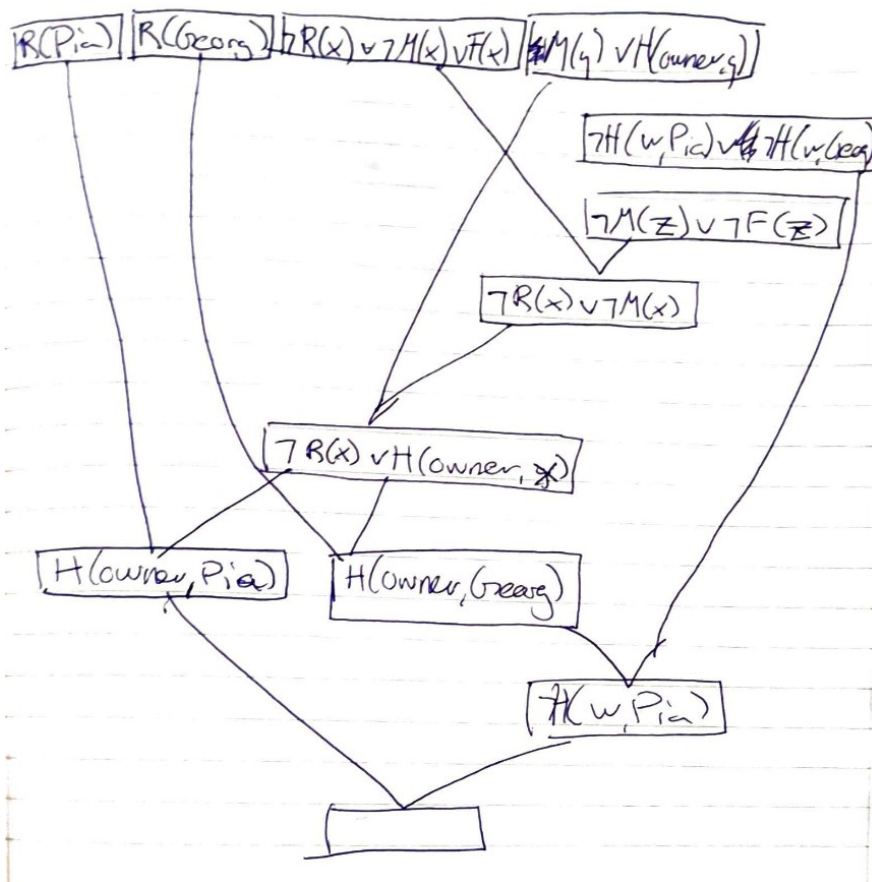 R(Pia) R(Georg) ¬R(x) ∨ ¬M(x) ∨ F(x) M(y) ∨ H(owner,y)
¬H(w,Pia) ∨ ¬H(w,Georg)
¬M(z) ∨ ¬F(z)
¬R(x) ∨ ¬M(x)
¬R(x) ∨ H(owner, x)
H(owner,Pia) H(owner,Georg)
¬H(w,Pia)